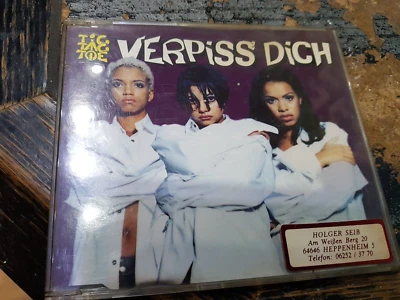 TIC
TAC
TOE
VERPISS DICH
HOLGER SEIB
Am Weißen Berg 20
64646 HEPPENHEIM 5
Telefon: 06252 / 37 70